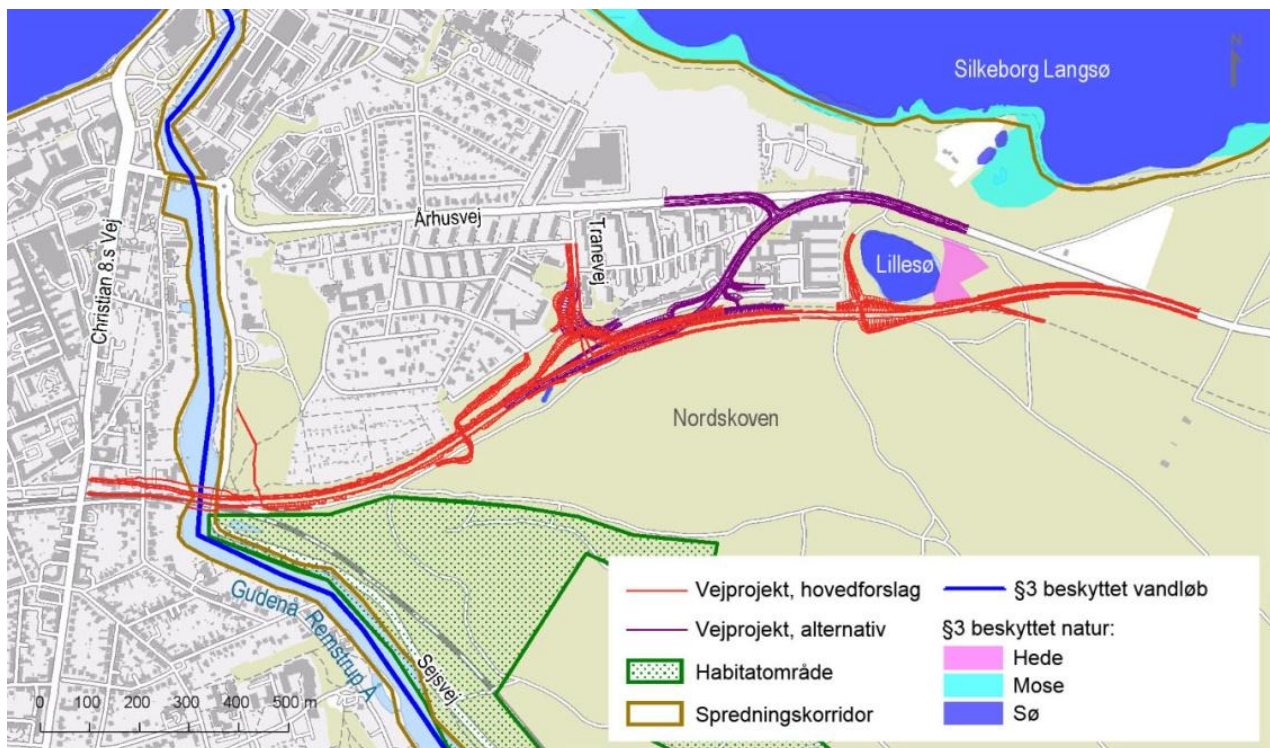 Silkeborg Langsø
N
Århusvej
Tranevej
Christian 8.s Vej
Lillesø
Nordskoven
Gudenå Remstrup Å
Sejsvej
0 100 200 300 400 500 m
Vejprojekt, hovedforslag
Vejprojekt, alternativ
Habitatområde
Spredningskorridor
§3 beskyttet vandløb
§3 beskyttet natur:
Hede
Mose
Sø